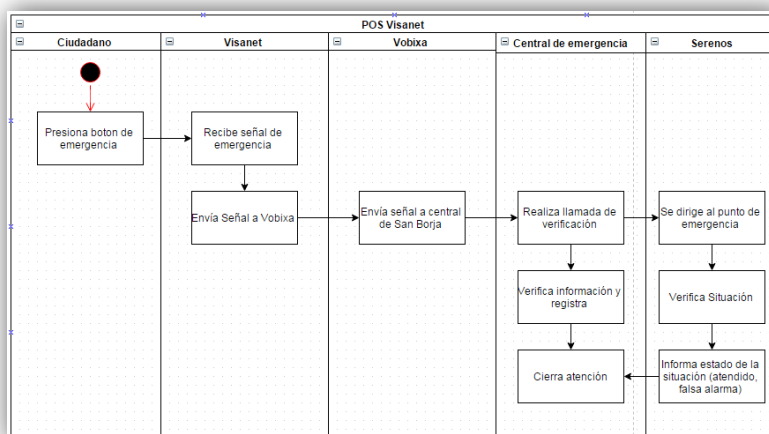 POS Visanet
Ciudadano
Visanet
Vobixa
Central de emergencia
Serenos
Presiona boton de
emergencia
Recibe señal de
emergencia
Envía Señal a Vobixa
Envía señal a central
de San Borja
Realiza llamada de
verificación
Se dirige al punto de
emergencia
Verifica información y
registra
Verifica Situación
Cierra atención
Informa estado de la
situación (atendido,
falsa alarma)